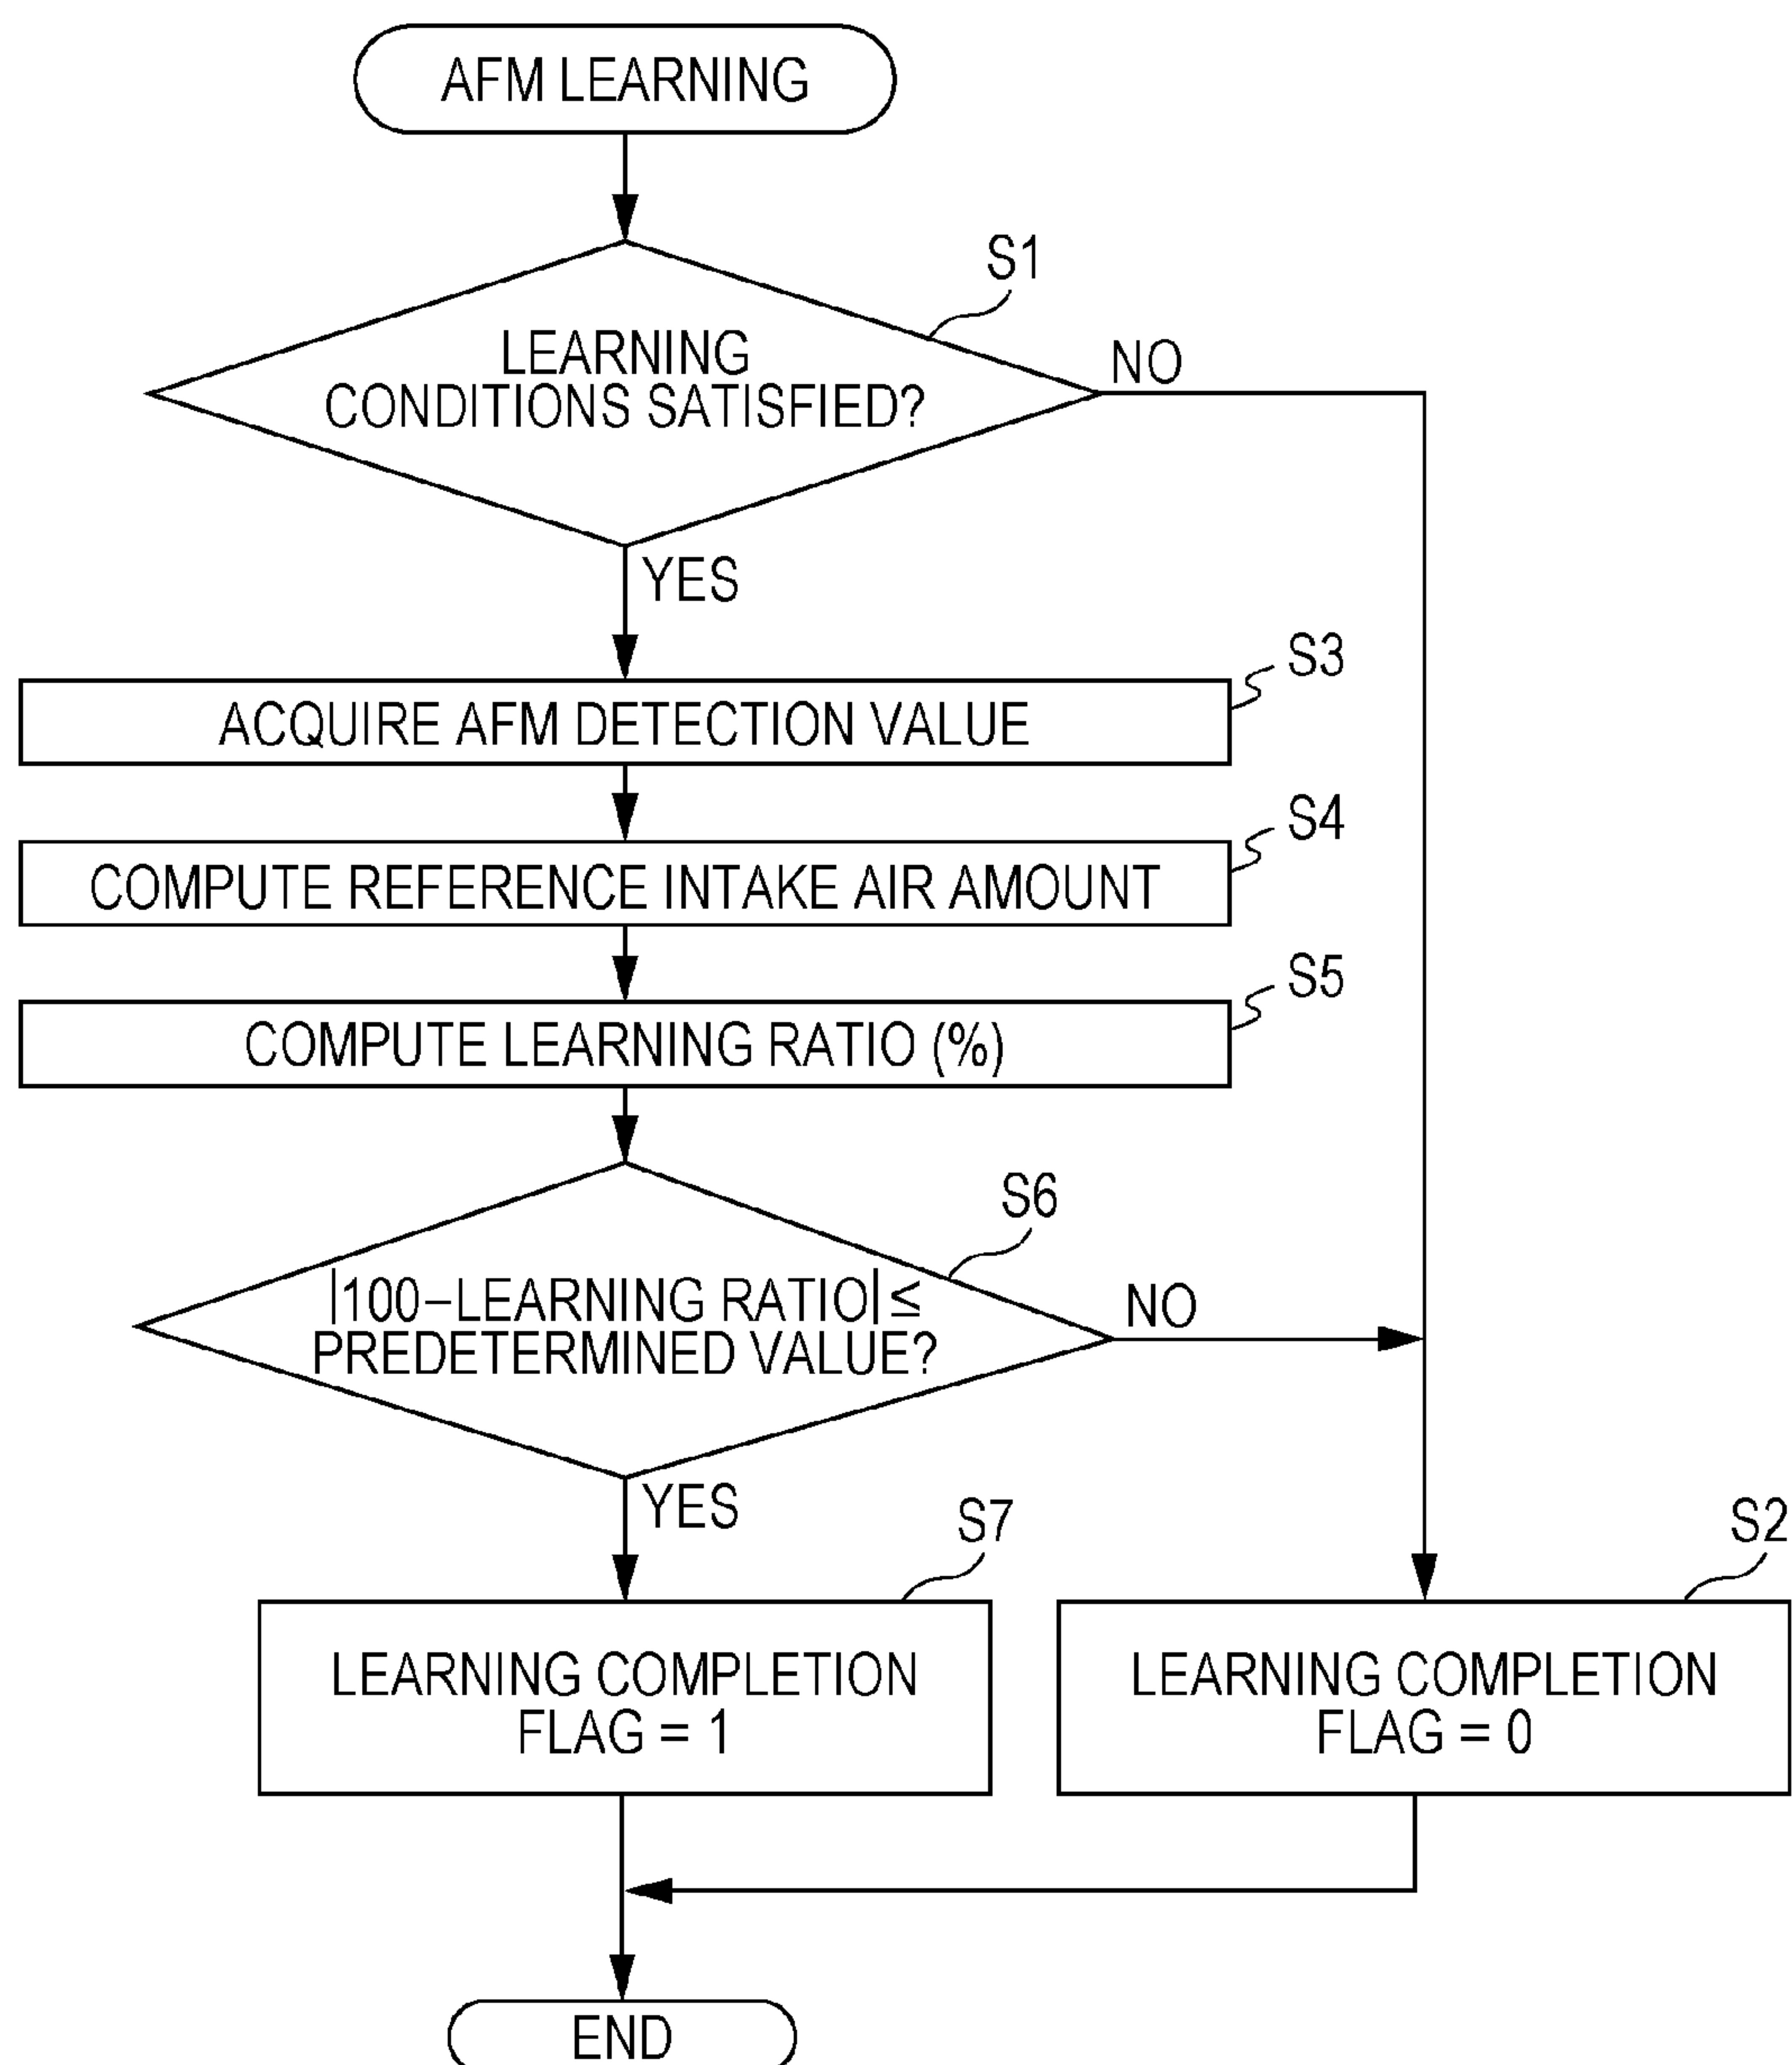 AFM LEARNING
S1
LEARNING
CONDITIONS SATISFIED?
NO
YES
S3
ACQUIRE AFM DETECTION VALUE
S4
COMPUTE REFERENCE INTAKE AIR AMOUNT
S5
COMPUTE LEARNING RATIO (%)
S6
|100–LEARNING RATIO| ≤
PREDETERMINED VALUE?
NO
YES
S7
LEARNING COMPLETION
FLAG = 1
S2
LEARNING COMPLETION
FLAG = 0
END